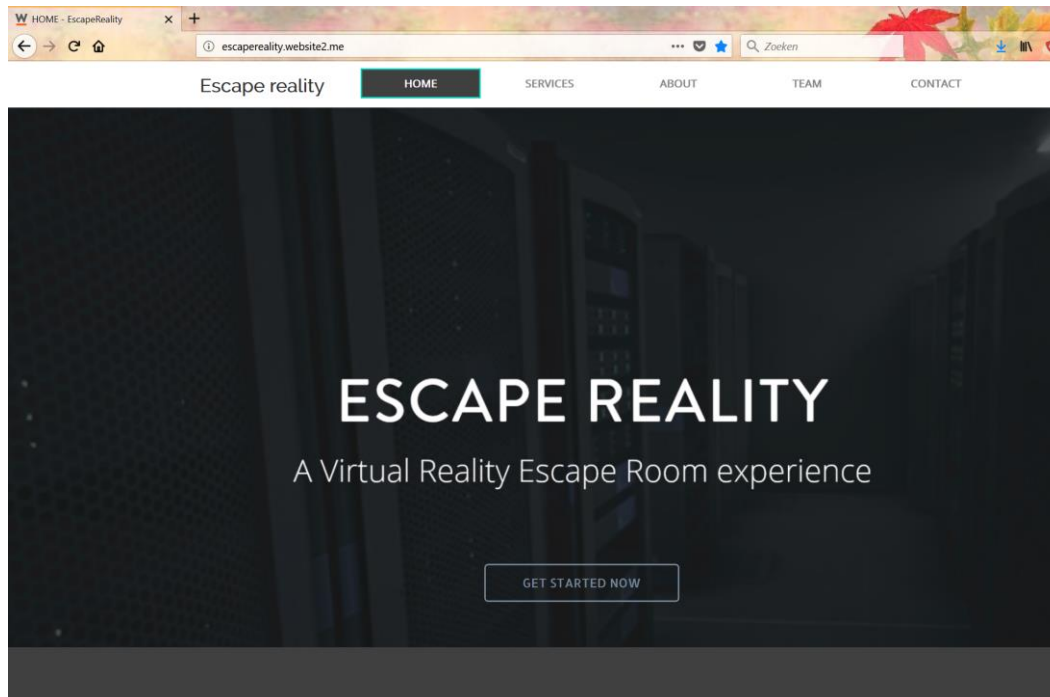 W HOME - EscapeReality
escapereality.website2.me
Zoeken
Escape reality HOME SERVICES ABOUT TEAM CONTACT
ESCAPE REALITY
A Virtual Reality Escape Room experience
GET STARTED NOW